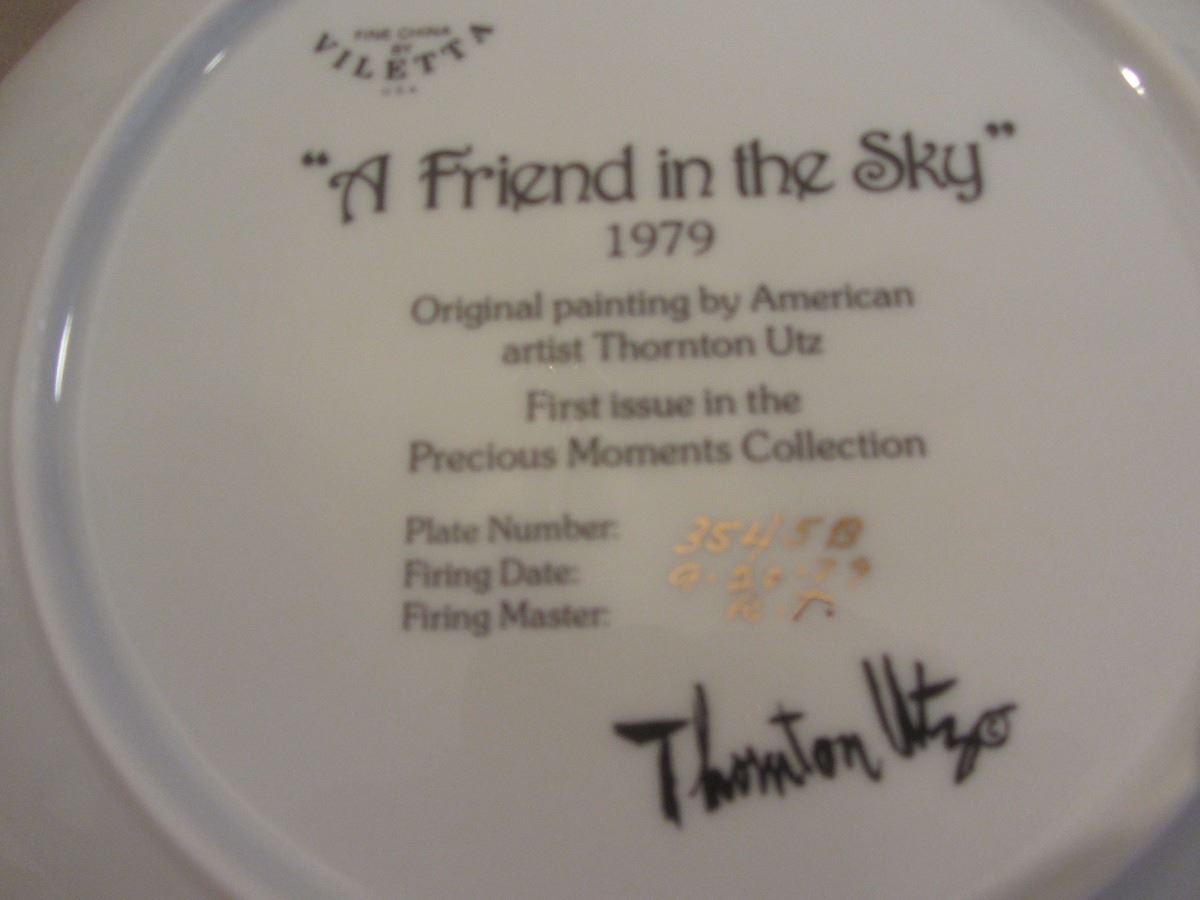 FINE CHINA
BY
VILETTA
USA
"A Friend in the Sky"
1979
Original painting by American
artist Thornton Utz
First issue in the
Precious Moments Collection
Plate Number: 3545B
Firing Date:
Firing Master:
Thornton Utz ©